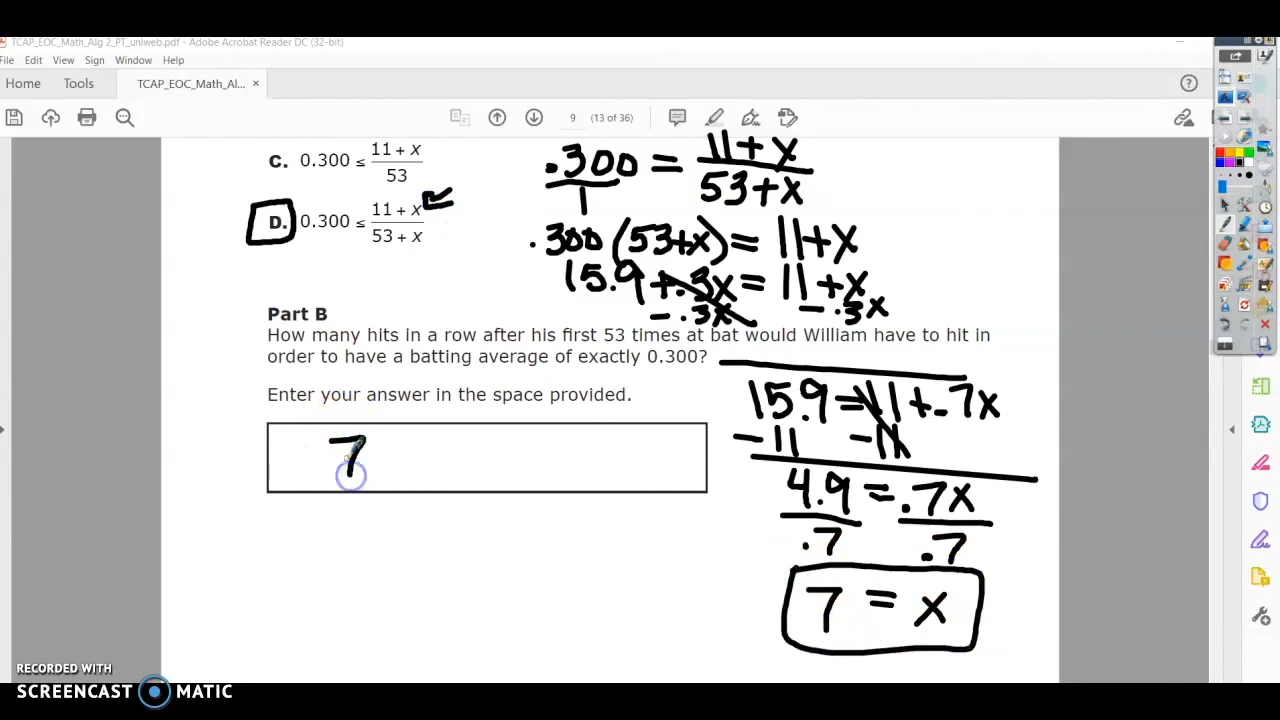 TCAP_EOC_Math_Alg 2_PT_unlweb.pdf - Adobe Acrobat Reader DC (32-bit)
File Edit View Sign Window Help
Home Tools TCAP_EOC_Math_Al... ×
9 (13 of 36)
C. 0.300 ≤ (11 + x)/53
D. 0.300 ≤ (11 + x)/(53 + x)
.300/1 = (11 + x)/(53 + x)
.300 (53+x) = 11+x
15.9 + .3x = 11 + x
- .3x - .3x
Part B
How many hits in a row after his first 53 times at bat would William have to hit in
order to have a batting average of exactly 0.300?
Enter your answer in the space provided.
7
15.9 = 11 + .7x
-11 -11
4.9 = .7x
.7 .7
7 = x
RECORDED WITH
SCREENCAST MATIC